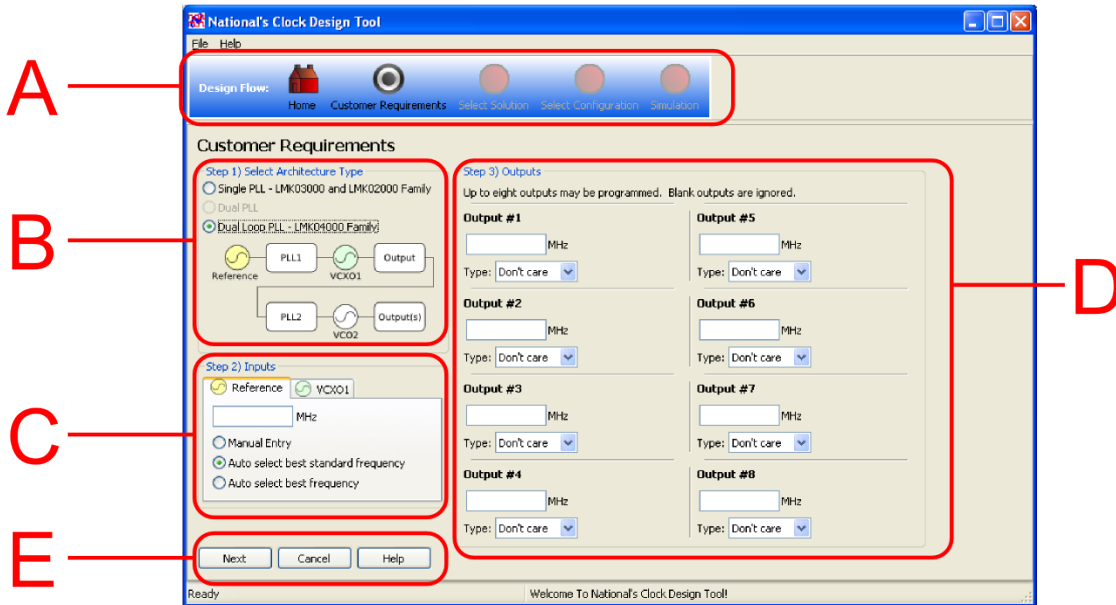 National's Clock Design Tool
File Help
A
Design Flow:
Home Customer Requirements Select Solution Select Configuration Simulation
Customer Requirements
B
Step 1) Select Architecture Type
Single PLL - LMK03000 and LMK02000 Family
Dual PLL
Dual Loop PLL - LMK04000 Family
Reference PLL1 VCXO1 Output
PLL2 VCO2 Output(s)
C
Step 2) Inputs
Reference VCXO1
MHz
Manual Entry
Auto select best standard frequency
Auto select best frequency
D
Step 3) Outputs
Up to eight outputs may be programmed. Blank outputs are ignored.
Output #1
MHz
Type: Don't care
Output #2
MHz
Type: Don't care
Output #3
MHz
Type: Don't care
Output #4
MHz
Type: Don't care
Output #5
MHz
Type: Don't care
Output #6
MHz
Type: Don't care
Output #7
MHz
Type: Don't care
Output #8
MHz
Type: Don't care
E
Next Cancel Help
Ready Welcome To National's Clock Design Tool!